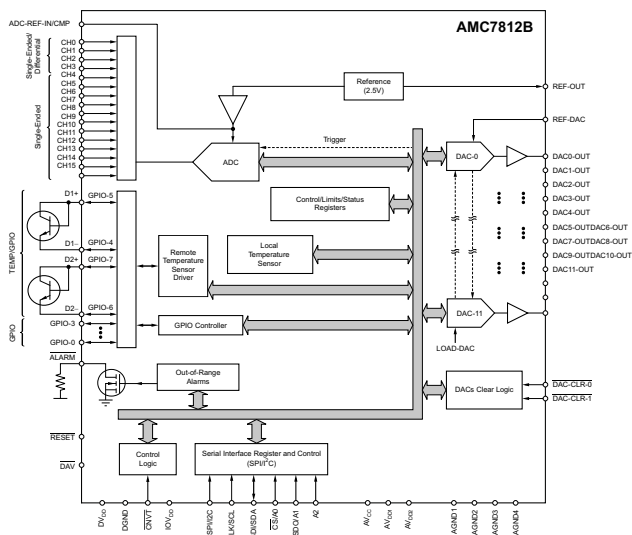 AMC7812B
ADC-REF-IN/CMP
Single-Ended/
Differential
CH0
CH1
CH2
CH3
Single-Ended
CH4
CH5
CH6
CH7
CH8
CH9
CH10
CH11
CH12
CH13
CH14
CH15
Reference
(2.5V)
REF-OUT
REF-DAC
Trigger
ADC
DAC-0
DAC0-OUT
DAC1-OUT
DAC2-OUT
DAC3-OUT
DAC4-OUT
DAC5-OUTDAC6-OUT
DAC7-OUTDAC8-OUT
DAC9-OUTDAC10-OUT
DAC11-OUT
Control/Limits/Status
Registers
TEMP/GPIO
D1+
GPIO-5
D1−
GPIO-4
D2+
GPIO-7
D2−
GPIO-6
GPIO
GPIO-3
GPIO-0
Remote
Temperature
Sensor
Driver
Local
Temperature
Sensor
GPIO Controller
DAC-11
LOAD-DAC
ALARM
Out-of-Range
Alarms
DACs Clear Logic
DAC-CLR-0
DAC-CLR-1
RESET
DAV
Control
Logic
Serial Interface Register and Control
(SPI/I2C)
DVDD
DGND
CNVT
IOVDD
SPI/I2C
LK/SCL
DI/SDA
CS/A0
SDO/A1
A2
AVCC
AVDD1
AVDD2
AGND1
AGND2
AGND3
AGND4